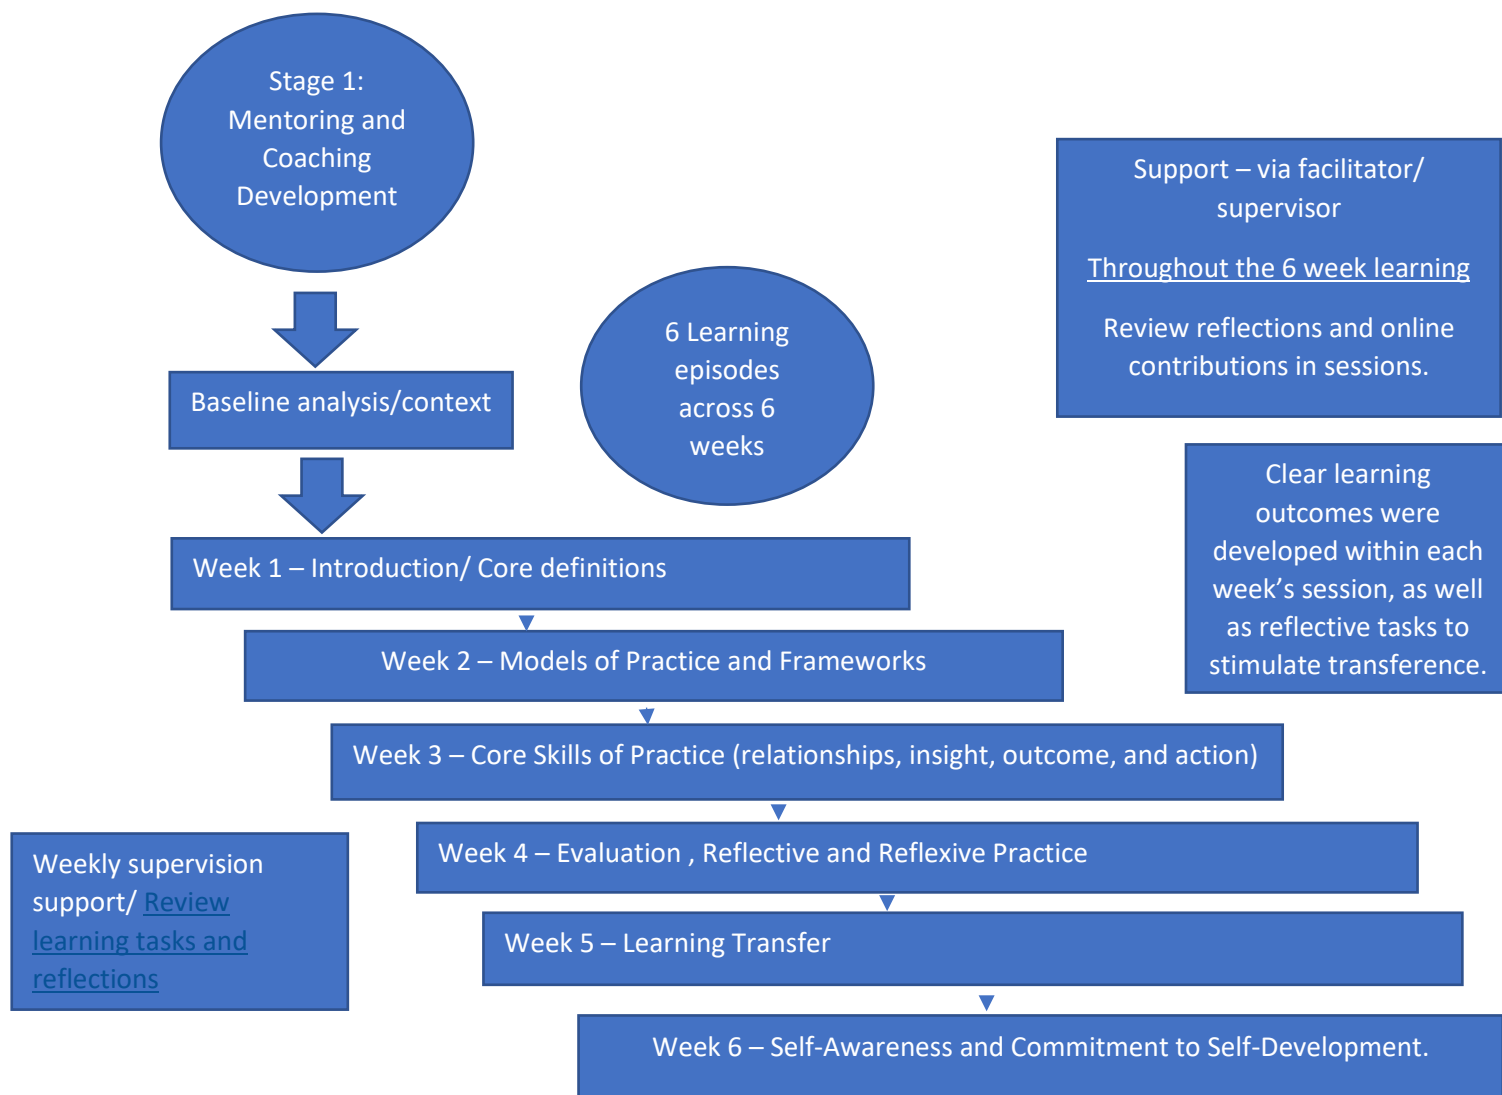 Stage 1:
Mentoring and
Coaching
Development
Baseline analysis/context
6 Learning
episodes
across 6
weeks
Support – via facilitator/
supervisor
Throughout the 6 week learning
Review reflections and online
contributions in sessions.
Clear learning
outcomes were
developed within each
week’s session, as well
as reflective tasks to
stimulate transference.
Week 1 – Introduction/ Core definitions
Week 2 – Models of Practice and Frameworks
Week 3 – Core Skills of Practice (relationships, insight, outcome, and action)
Week 4 – Evaluation , Reflective and Reflexive Practice
Week 5 – Learning Transfer
Week 6 – Self-Awareness and Commitment to Self-Development.
Weekly supervision
support/ Review
learning tasks and
reflections